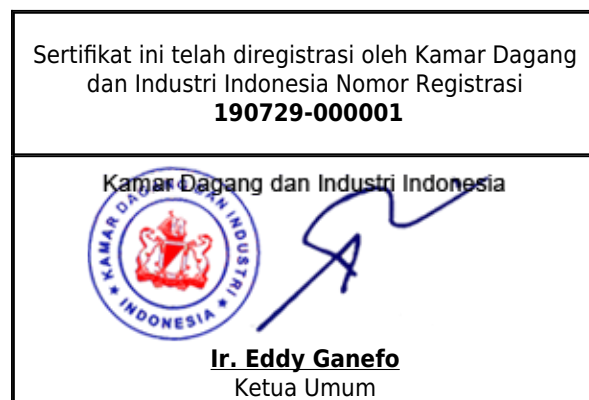 Sertifikat ini telah diregistrasi oleh Kamar Dagang
dan Industri Indonesia Nomor Registrasi
190729-000001
Kamar Dagang dan Industri Indonesia
KAMAR DAGANG DAN INDUSTRI
INDONESIA
Ir. Eddy Ganefo
Ketua Umum